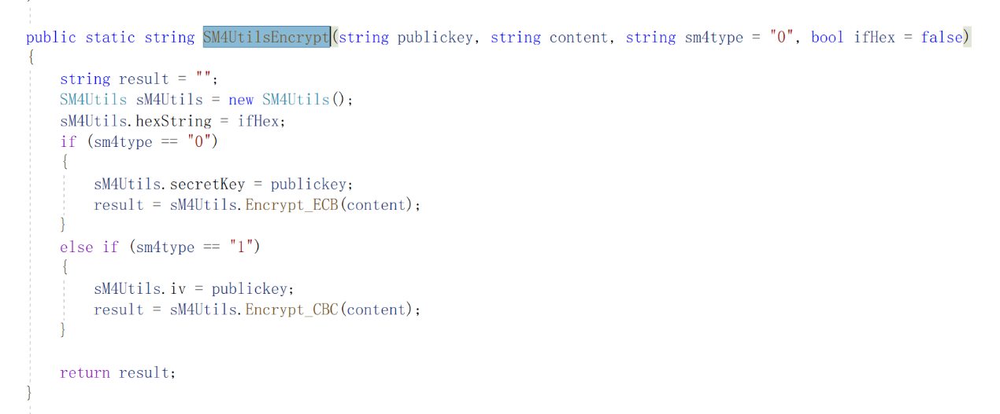 public static string SM4UtilsEncrypt(string publickey, string content, string sm4type = "0", bool ifHex = false)
{
string result = "";
SM4Utils sM4Utils = new SM4Utils();
sM4Utils.hexString = ifHex;
if (sm4type == "0")
{
sM4Utils.secretKey = publickey;
result = sM4Utils.Encrypt_ECB(content);
}
else if (sm4type == "1")
{
sM4Utils.iv = publickey;
result = sM4Utils.Encrypt_CBC(content);
}
return result;
}